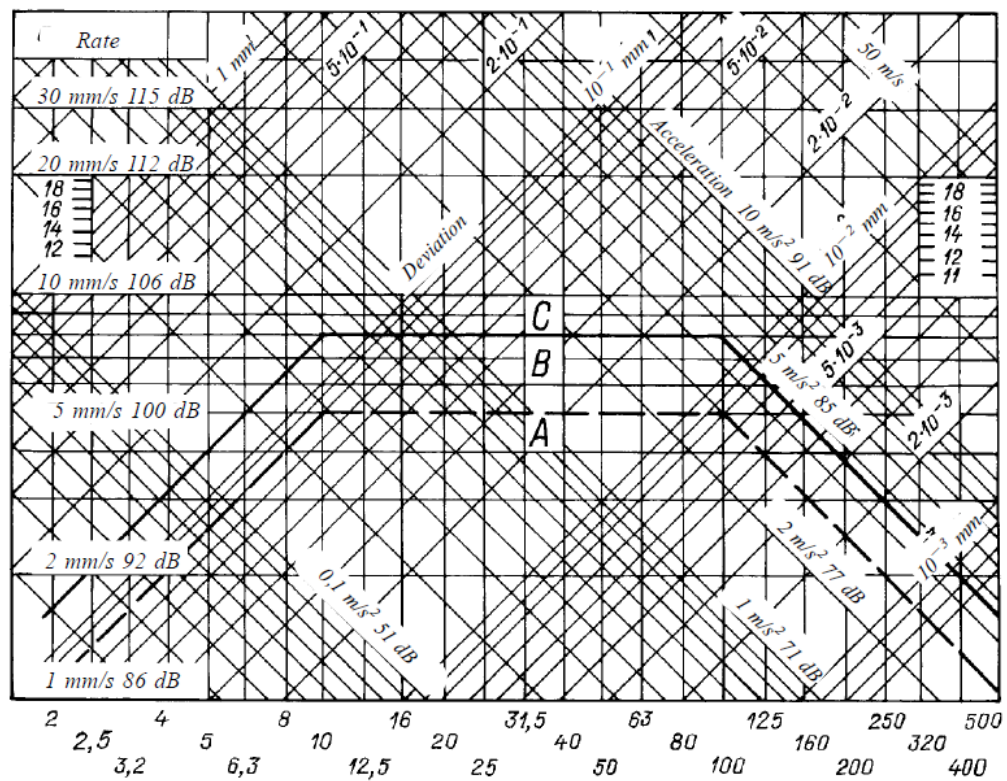 Rate
1 mm
5·10⁻¹
2·10⁻¹
10⁻¹ mm
5·10⁻²
50 m/s
2·10⁻²
30 mm/s 115 dB
20 mm/s 112 dB
18
16
14
12
18
16
14
12
11
Deviation
Acceleration 10 m/s² 91 dB
10⁻² mm
10 mm/s 106 dB
C
B
A
5·10⁻³
5 m/s² 85 dB
2·10⁻³
5 mm/s 100 dB
2 mm/s 92 dB
0,1 m/s² 51 dB
2 m/s² 77 dB
10⁻³ mm
1 m/s² 71 dB
1 mm/s 86 dB
2 4 8 16 31,5 63 125 250 500
2,5 5 10 20 40 80 160 320
3,2 6,3 12,5 25 50 100 200 400